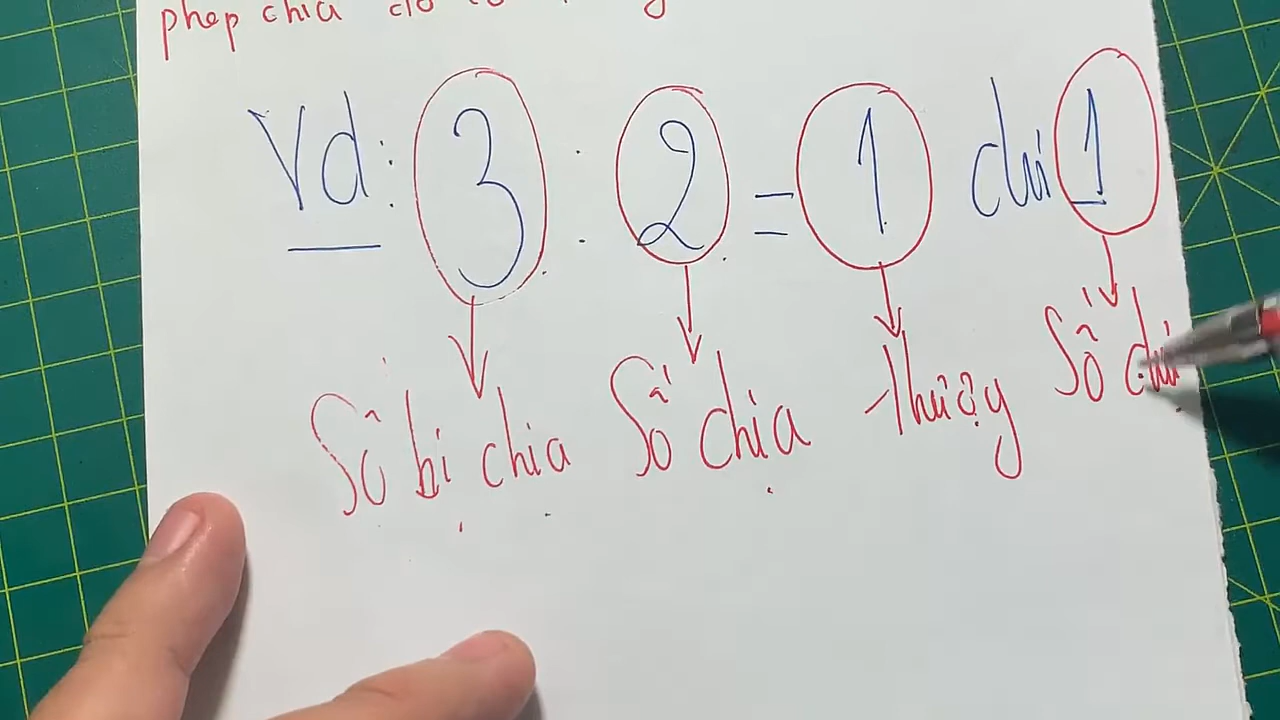 phép chia
Vd: 3 : 2 = 1 dư 1
Số bị chia Số chia Thương Số dư